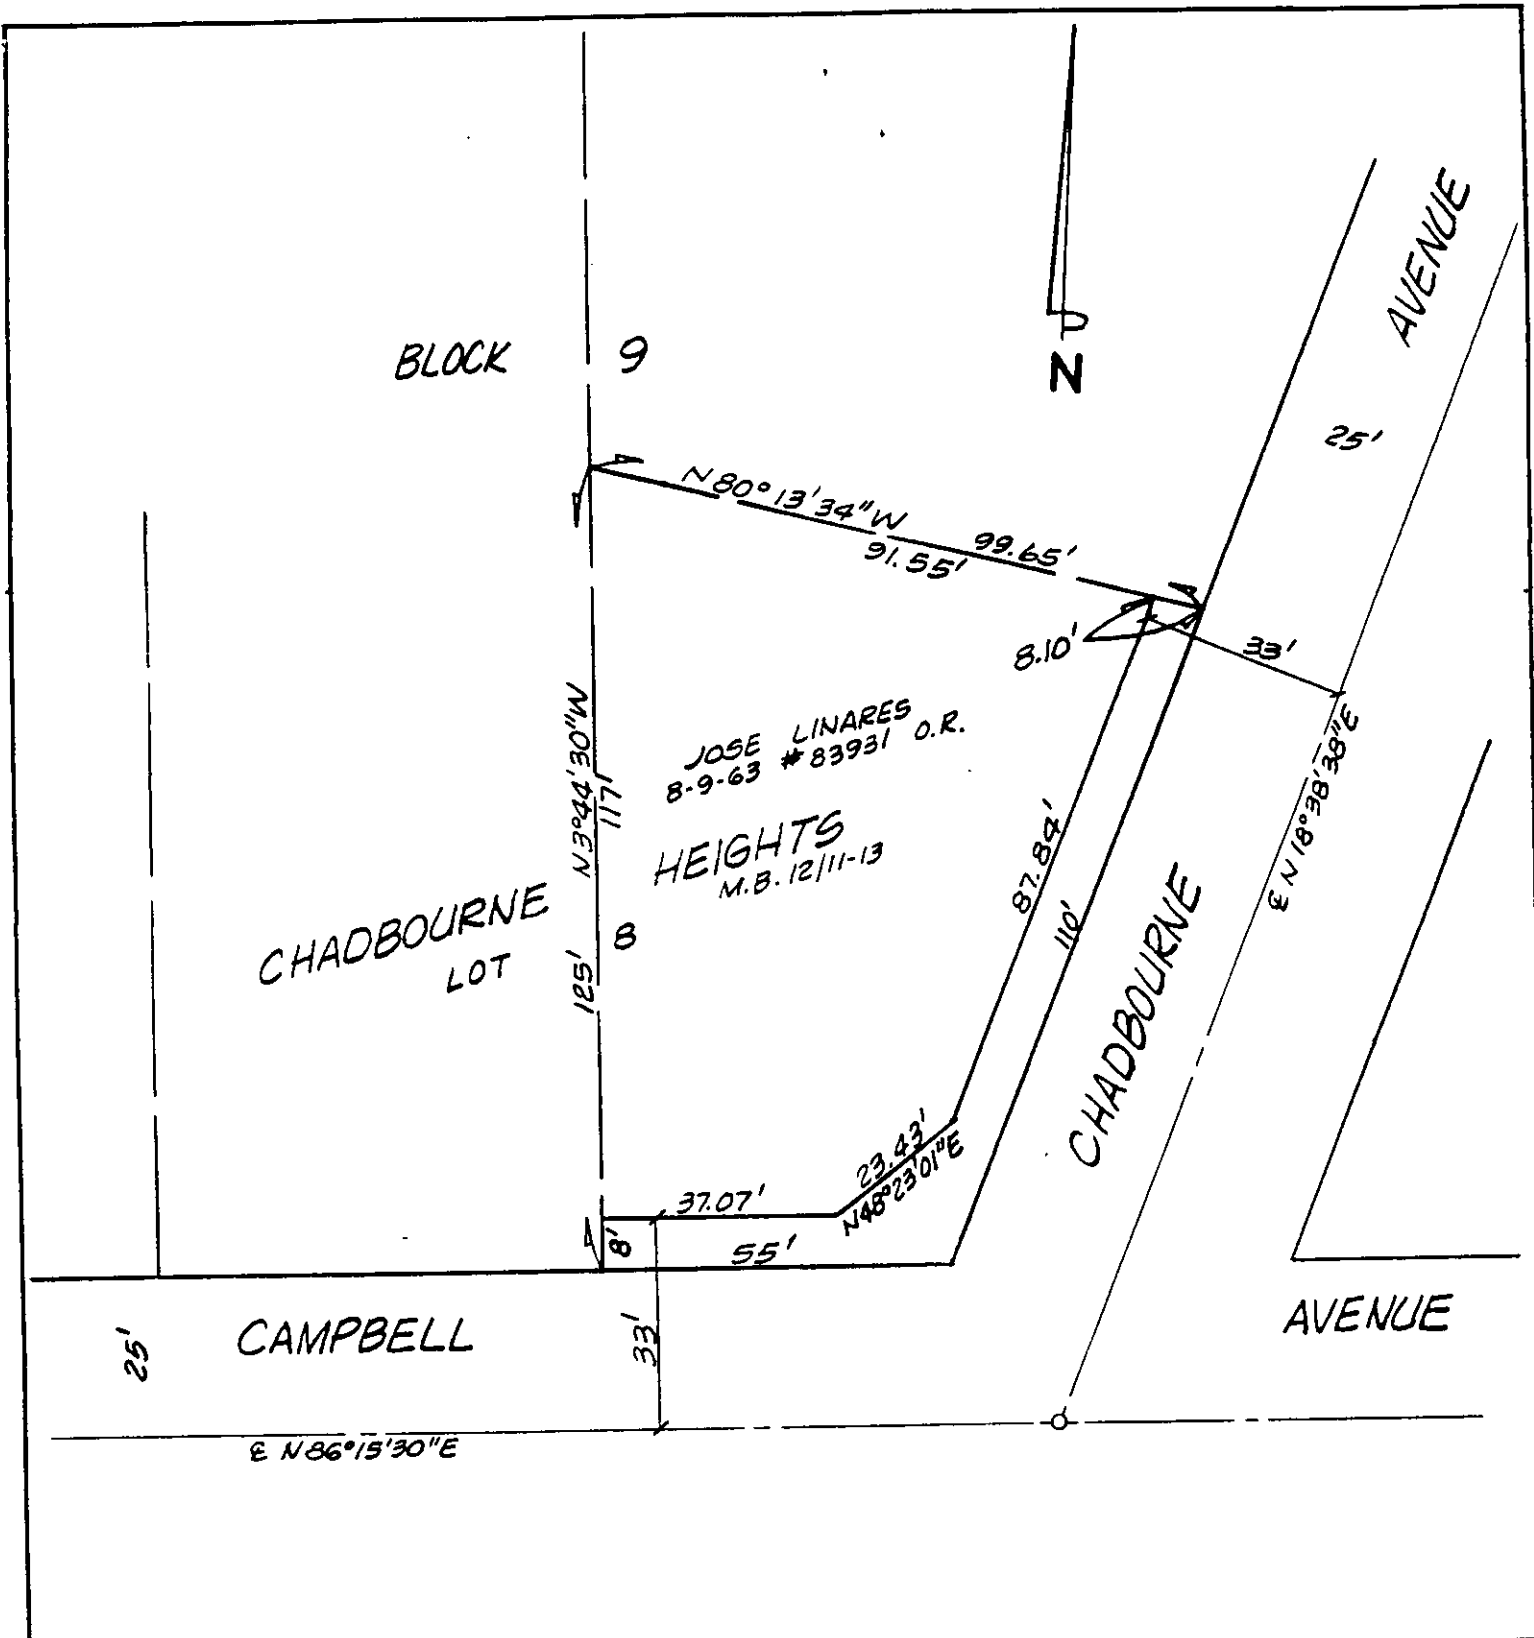 AVENUE
BLOCK 9
N
25'
N80°13'34"W
99.65'
91.55'
8.10'
33'
N3°44'30"W
117'
JOSE LINARES
8-9-63 #83931 O.R.
℄ N18°38'38"E
HEIGHTS
M.B. 12/11-13
87.84'
110'
CHADBOURNE
LOT 8
125'
CHADBOURNE
23.43'
N48°23'01"E
37.07'
8'
55'
25'
CAMPBELL
33'
AVENUE
℄ N86°15'30"E